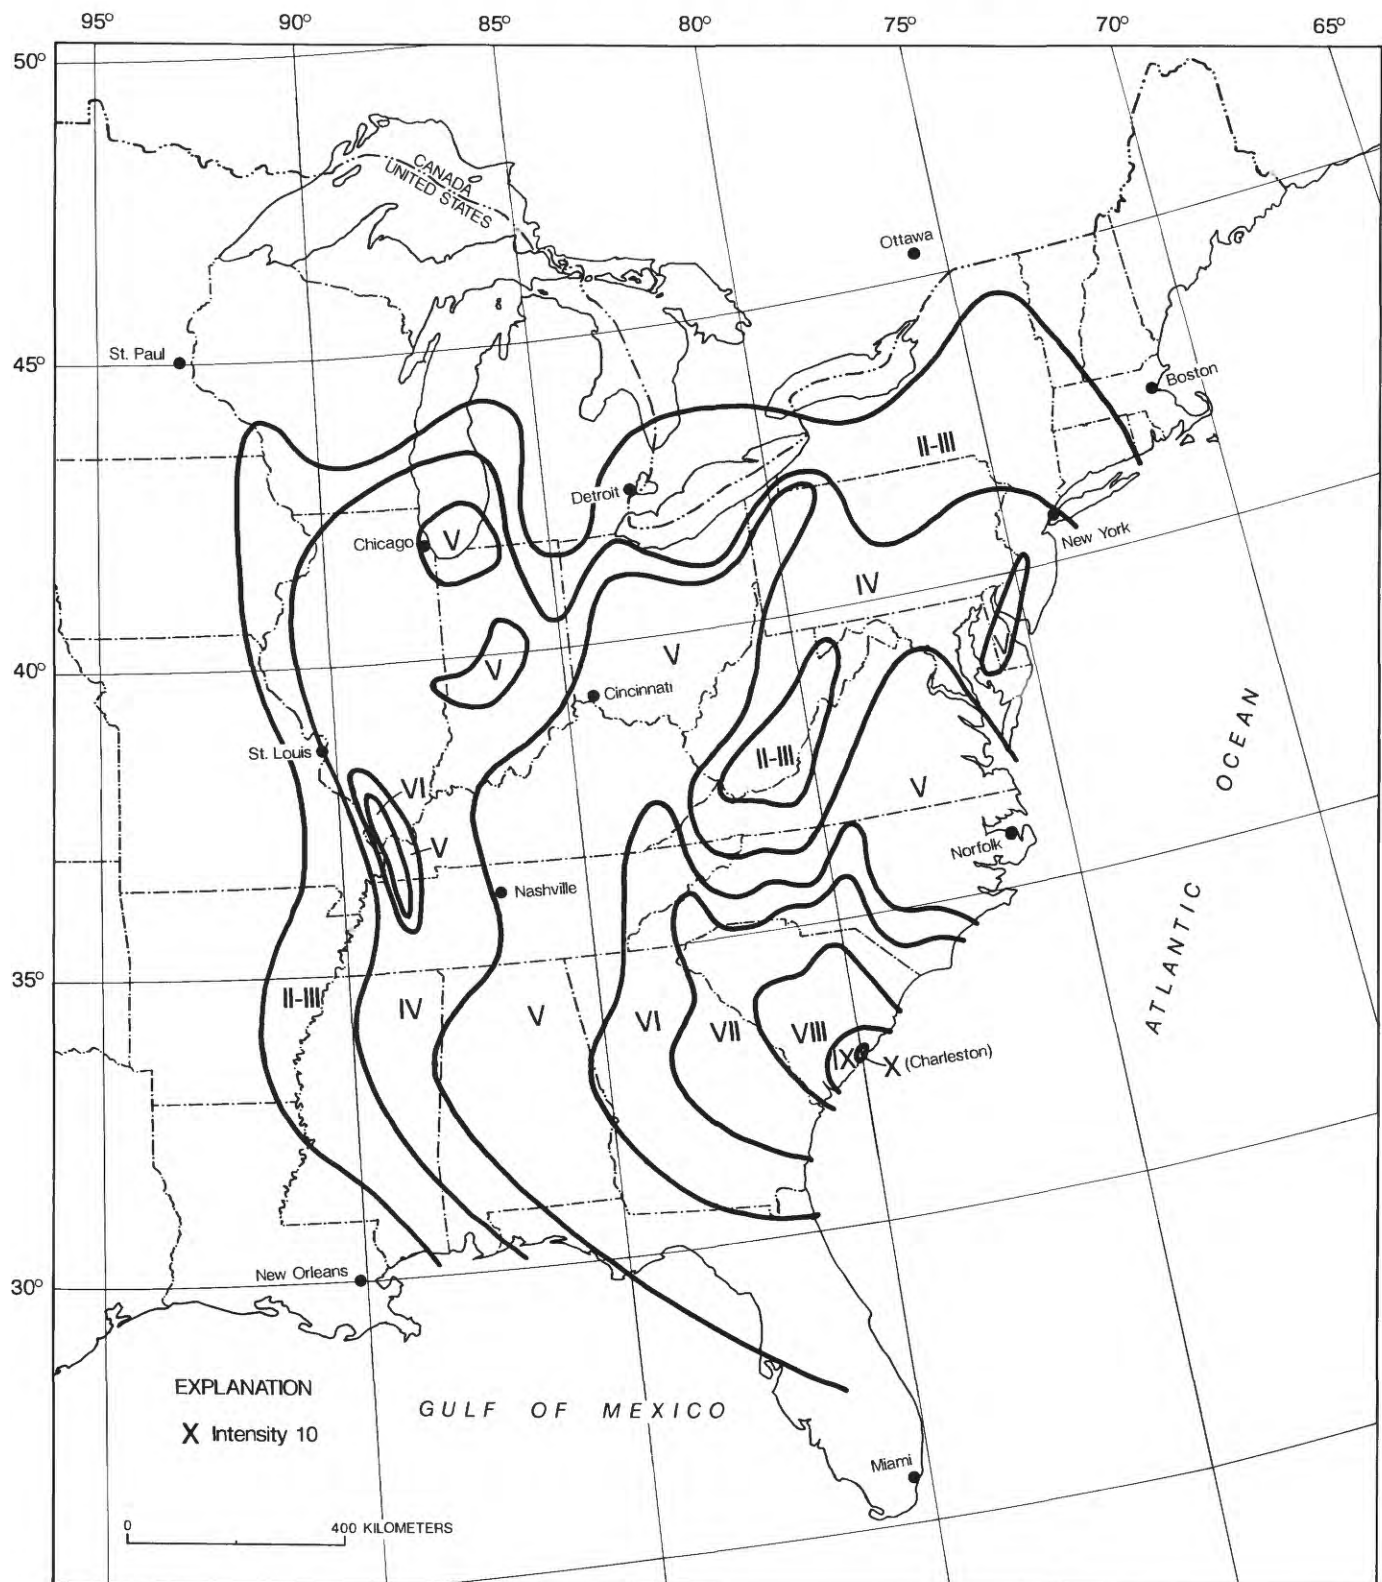 95° 90° 85° 80° 75° 70° 65°
50°
CANADA
UNITED STATES
Ottawa
St. Paul
45°
Boston
II-III
Detroit
New York
Chicago
V
IV
V
V
V
40°
Cincinnati
OCEAN
St. Louis
II-III
VI
V
V
Norfolk
Nashville
ATLANTIC
35°
II-III
IV
V
VI
VII
VIII
IX
X (Charleston)
New Orleans
30°
EXPLANATION
X Intensity 10
GULF OF MEXICO
Miami
0 400 KILOMETERS